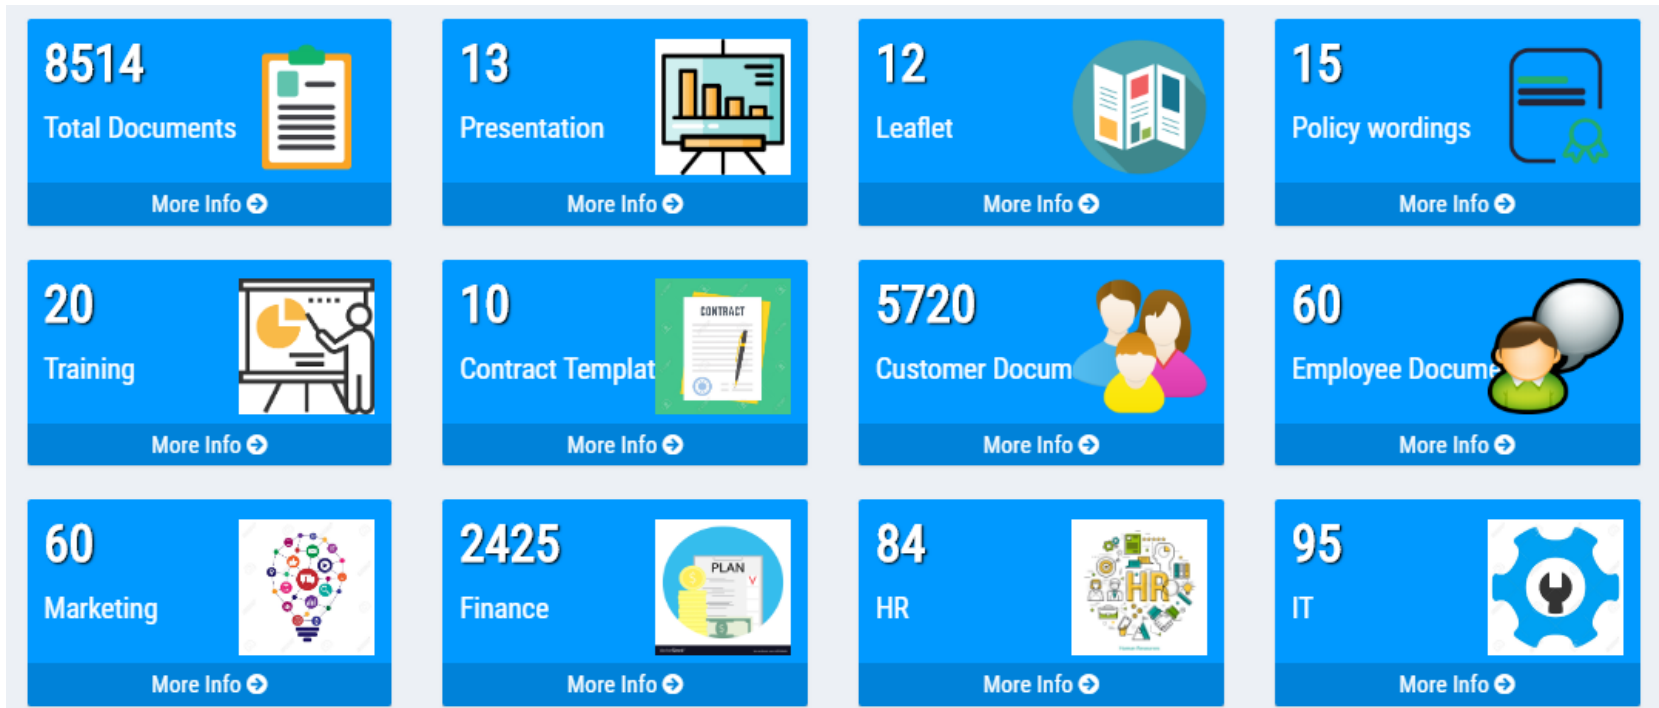 8514
Total Documents
More Info
13
Presentation
More Info
12
Leaflet
More Info
15
Policy wordings
More Info
20
Training
More Info
10
Contract Templat
CONTRACT
More Info
5720
Customer Docum
More Info
60
Employee Docume
More Info
60
Marketing
More Info
2425
Finance
PLAN
More Info
84
HR
HR
Human Resources
More Info
95
IT
More Info